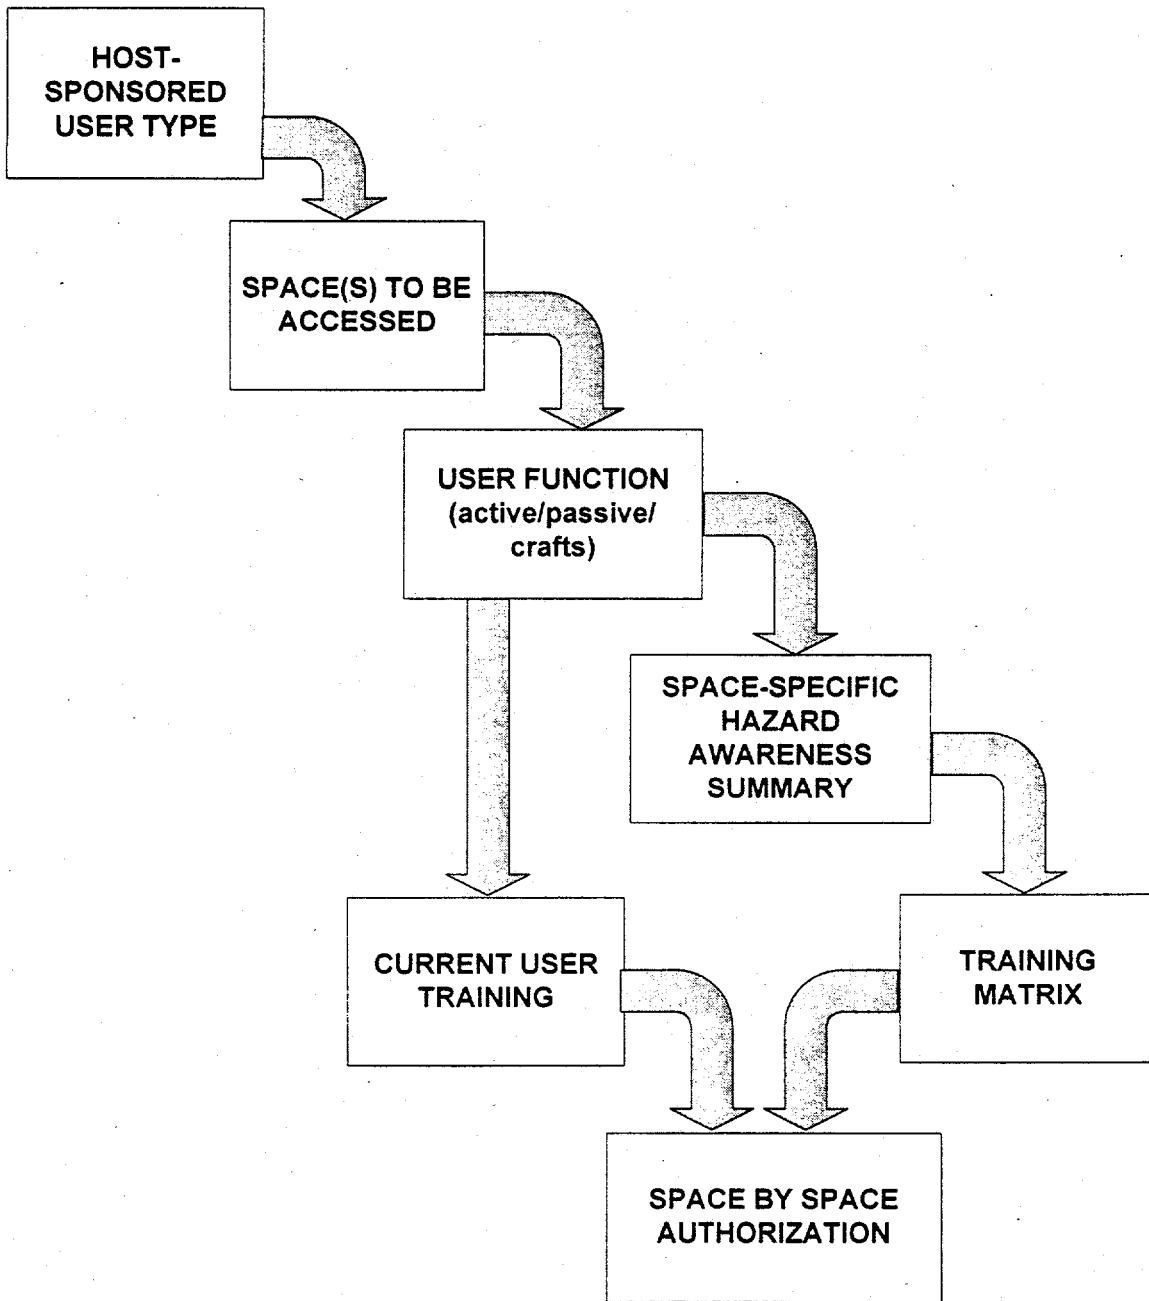 HOST-
SPONSORED
USER TYPE
SPACE(S) TO BE
ACCESSED
USER FUNCTION
(active/passive/
crafts)
SPACE-SPECIFIC
HAZARD
AWARENESS
SUMMARY
CURRENT USER
TRAINING
TRAINING
MATRIX
SPACE BY SPACE
AUTHORIZATION